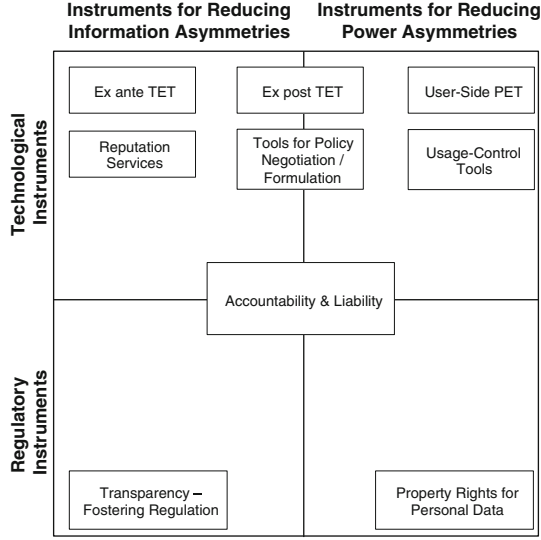 Instruments for Reducing
Information Asymmetries
Instruments for Reducing
Power Asymmetries
Technological
Instruments
Ex ante TET
Ex post TET
User-Side PET
Reputation
Services
Tools for Policy
Negotiation /
Formulation
Usage-Control
Tools
Accountability & Liability
Regulatory
Instruments
Transparency –
Fostering Regulation
Property Rights for
Personal Data